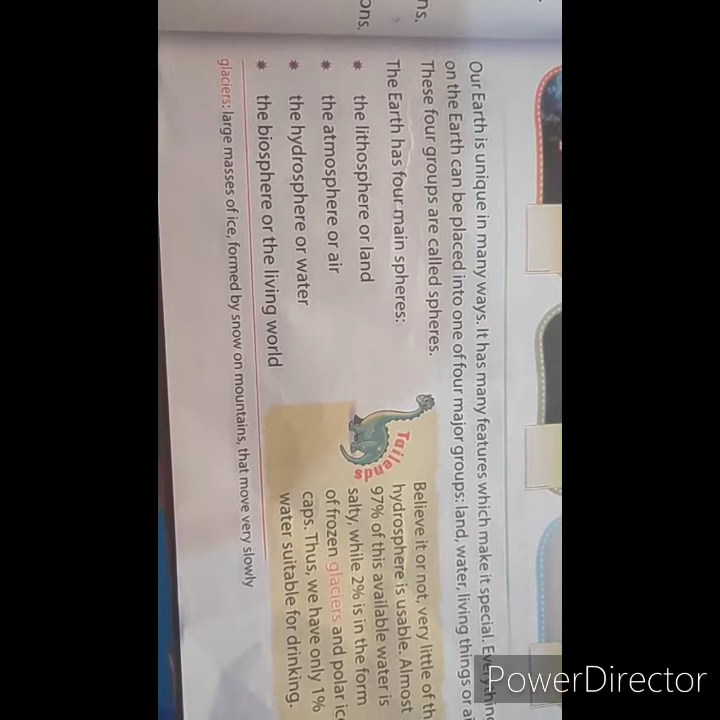 ns.
ons.
Our Earth is unique in many ways. It has many features which make it special. Everything
on the Earth can be placed into one of four major groups: land, water, living things or ai
These four groups are called spheres.
The Earth has four main spheres:
* the lithosphere or land
* the atmosphere or air
* the hydrosphere or water
* the biosphere or the living world
Tailends
Believe it or not, very little of th
hydrosphere is usable. Almost
97% of this available water is
salty, while 2% is in the form
of frozen glaciers and polar ic
caps. Thus, we have only 1%
water suitable for drinking.
glaciers: large masses of ice, formed by snow on mountains, that move very slowly
PowerDirector